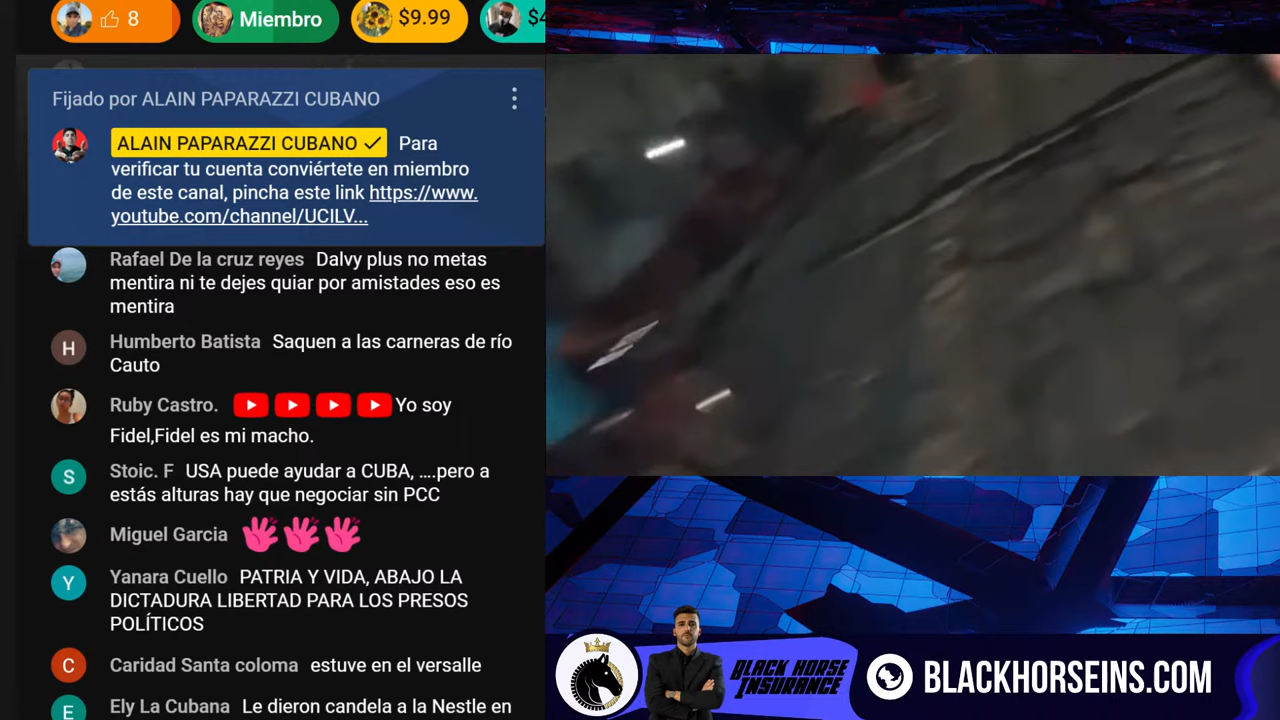 8
Miembro
$9.99
$4
Fijado por ALAIN PAPARAZZI CUBANO
ALAIN PAPARAZZI CUBANO Para
verificar tu cuenta conviértete en miembro
de este canal, pincha este link https://www.
youtube.com/channel/UCILV...
Rafael De la cruz reyes Dalvy plus no metas
mentira ni te dejes quiar por amistades eso es
mentira
H
Humberto Batista Saquen a las carneras de río
Cauto
Ruby Castro. Yo soy
Fidel,Fidel es mi macho.
S
Stoic. F USA puede ayudar a CUBA, ....pero a
estás alturas hay que negociar sin PCC
Miguel Garcia
Y
Yanara Cuello PATRIA Y VIDA, ABAJO LA
DICTADURA LIBERTAD PARA LOS PRESOS
POLÍTICOS
C
Caridad Santa coloma estuve en el versalle
E
Ely La Cubana Le dieron candela a la Nestle en
BLACK HORSE
INSURANCE
BLACKHORSEINS.COM